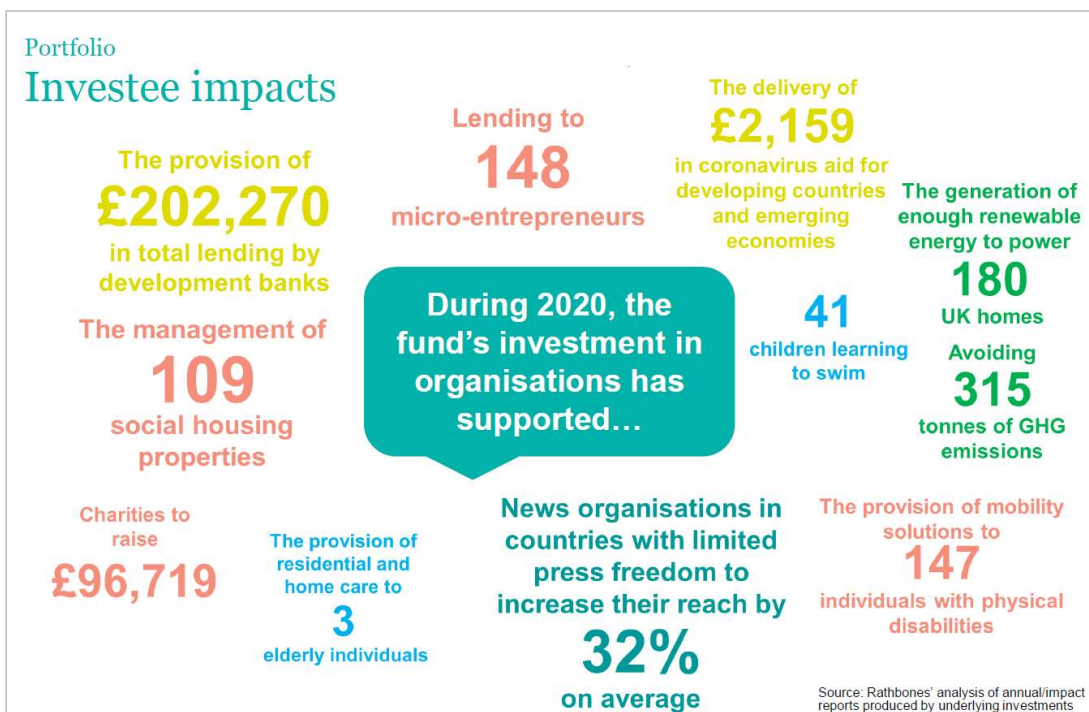 Portfolio
Investee impacts
The provision of
£202,270
in total lending by
development banks
Lending to
148
micro-entrepreneurs
The delivery of
£2,159
in coronavirus aid for
developing countries
and emerging
economies
The generation of
enough renewable
energy to power
180
UK homes
Avoiding
315
tonnes of GHG
emissions
The management of
109
social housing
properties
During 2020, the
fund's investment in
organisations has
supported…
41
children learning
to swim
Charities to
raise
£96,719
The provision of
residential and
home care to
3
elderly individuals
News organisations in
countries with limited
press freedom to
increase their reach by
32%
on average
The provision of mobility
solutions to
147
individuals with physical
disabilities
Source: Rathbones' analysis of annual/impact
reports produced by underlying investments